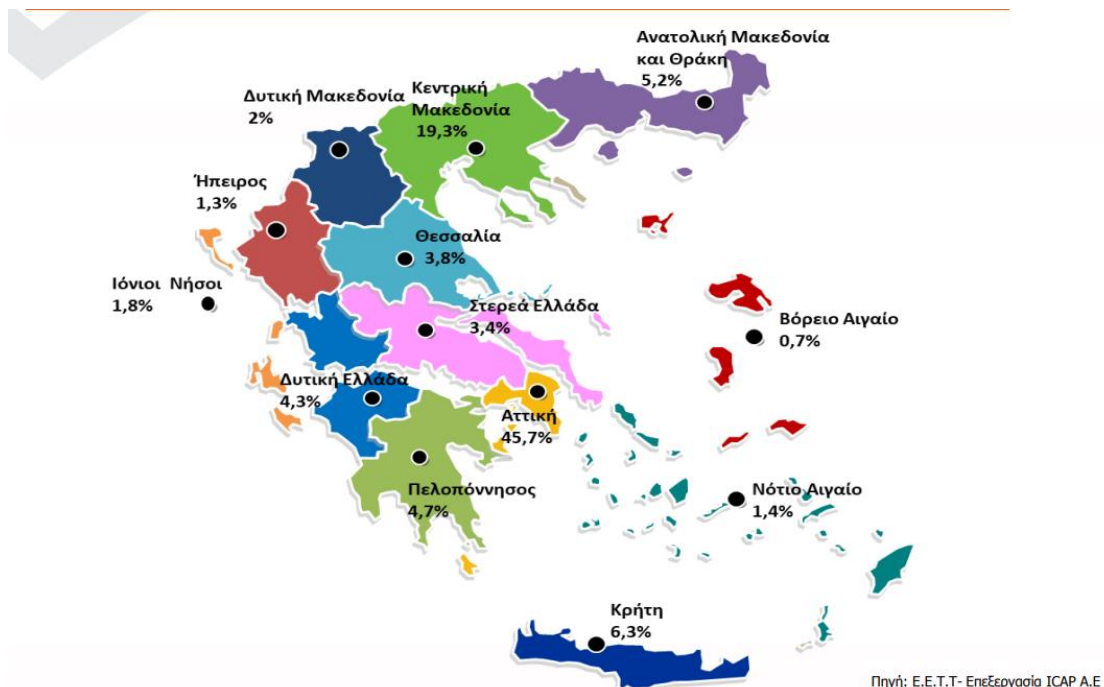 Ανατολική Μακεδονία
και Θράκη
5,2%
Δυτική Μακεδονία
2%
Κεντρική
Μακεδονία
19,3%
Ήπειρος
1,3%
Θεσσαλία
3,8%
Ιόνιοι Νήσοι
1,8%
Στερεά Ελλάδα
3,4%
Βόρειο Αιγαίο
0,7%
Δυτική Ελλάδα
4,3%
Αττική
45,7%
Πελοπόννησος
4,7%
Νότιο Αιγαίο
1,4%
Κρήτη
6,3%
Πηγή: Ε.Ε.Τ.Τ- Επεξεργασία ICAP Α.Ε